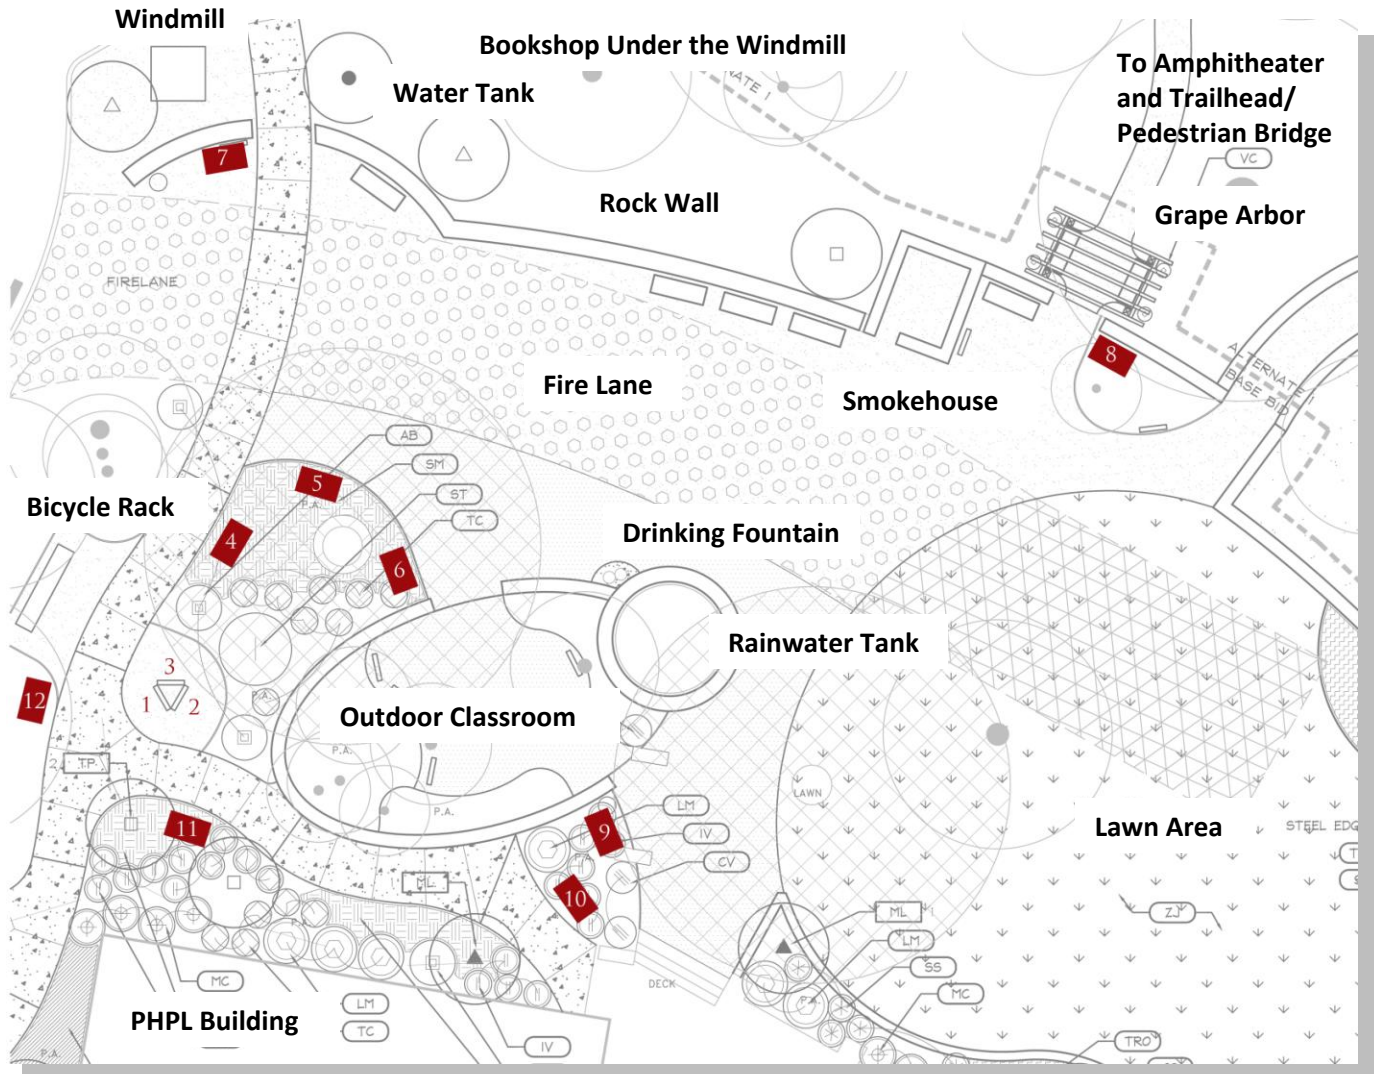 Windmill
Bookshop Under the Windmill
To Amphitheater
and Trailhead/
Pedestrian Bridge
Water Tank
NATE 1
VC
7
Rock Wall
Grape Arbor
FIRELANE
8
ALTERNATE 1
BASE BID
Fire Lane
Smokehouse
AB
SM
5
P.A.
ST
Bicycle Rack
TC
4
Drinking Fountain
6
Rainwater Tank
3
12
1
2
P.A.
Outdoor Classroom
P.A.
TP
LAWN
P.A.
LM
11
9
IV
Lawn Area
STEEL EDG
CV
ML
10
ML
ZJ
LM
SS
MC
DECK
MC
P.A.
LM
PHPL Building
TC
IV
TRO
P.A.